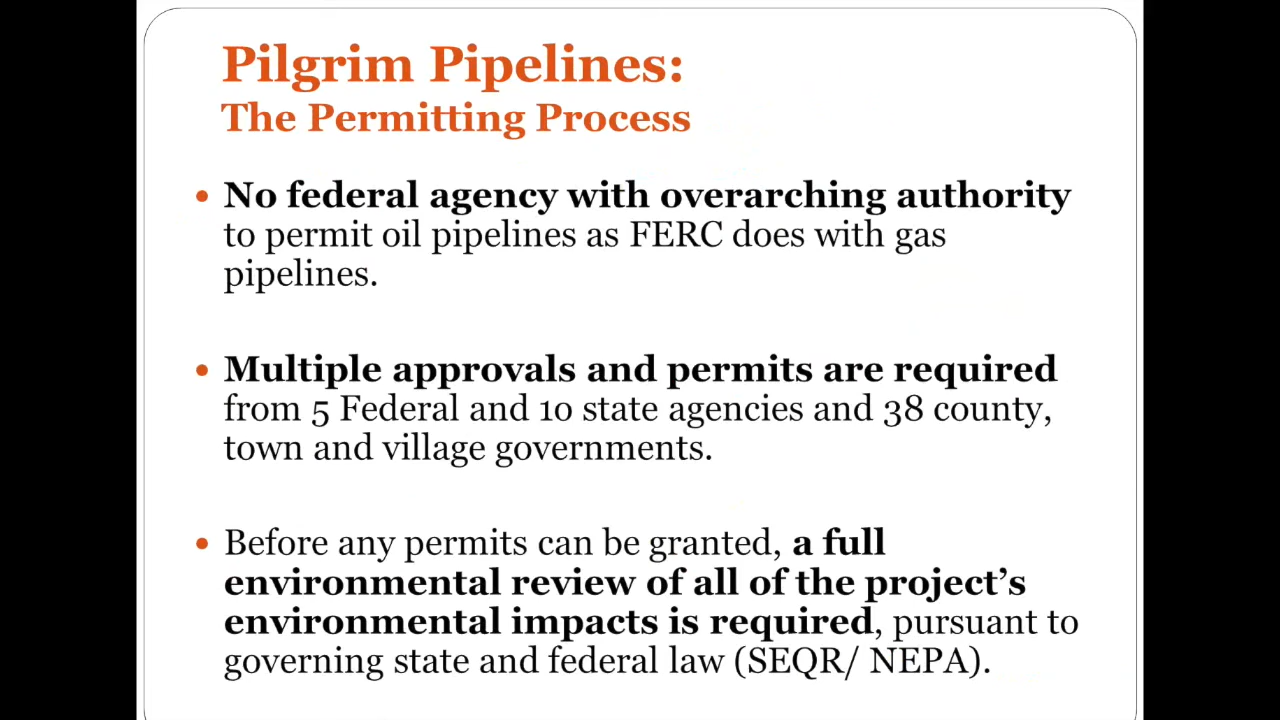 Pilgrim Pipelines:
The Permitting Process
• No federal agency with overarching authority
to permit oil pipelines as FERC does with gas
pipelines.
• Multiple approvals and permits are required
from 5 Federal and 10 state agencies and 38 county,
town and village governments.
• Before any permits can be granted, a full
environmental review of all of the project’s
environmental impacts is required, pursuant to
governing state and federal law (SEQR/ NEPA).